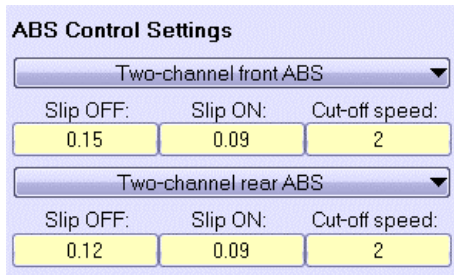 ABS Control Settings
Two-channel front ABS
Slip OFF: Slip ON: Cut-off speed:
0.15 0.09 2
Two-channel rear ABS
Slip OFF: Slip ON: Cut-off speed:
0.12 0.09 2